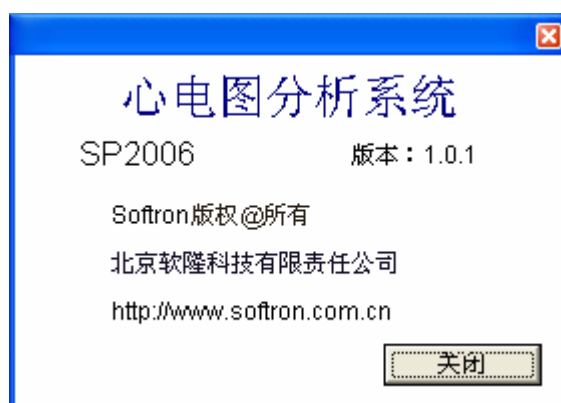 心电图分析系统
SP2006 版本：1.0.1
Softron版权@所有
北京软隆科技有限责任公司
http://www.softron.com.cn
关闭